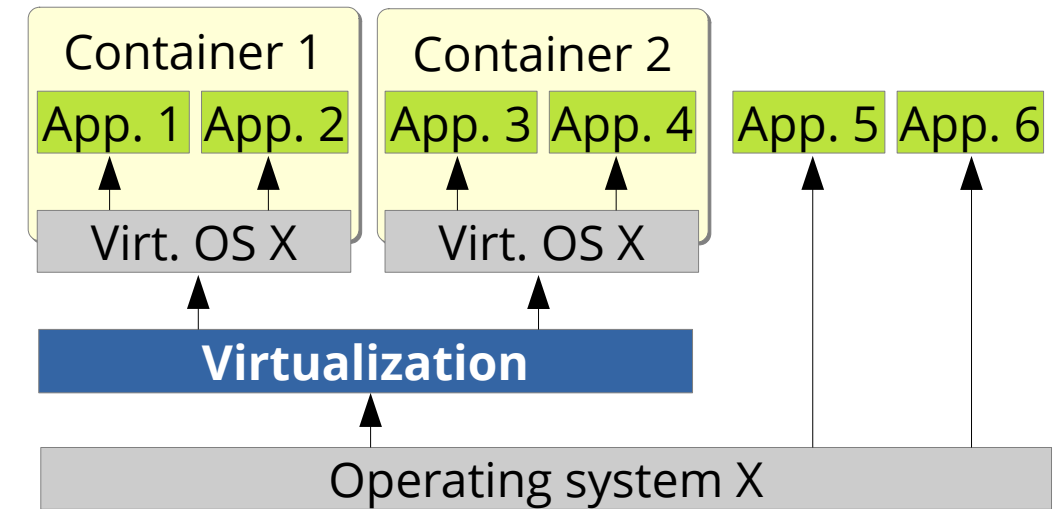 Container 1
Container 2
App. 1
App. 2
App. 3
App. 4
App. 5
App. 6
Virt. OS X
Virt. OS X
Virtualization
Operating system X